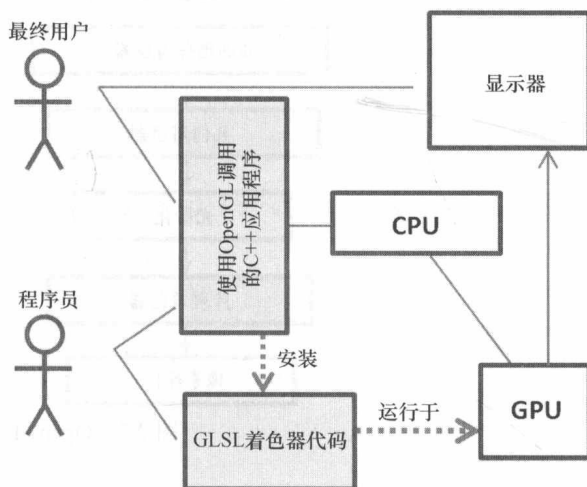 最终用户
显示器
使用OpenGL调用
的C++应用程序
CPU
程序员
安装
GLSL着色器代码
运行于
GPU